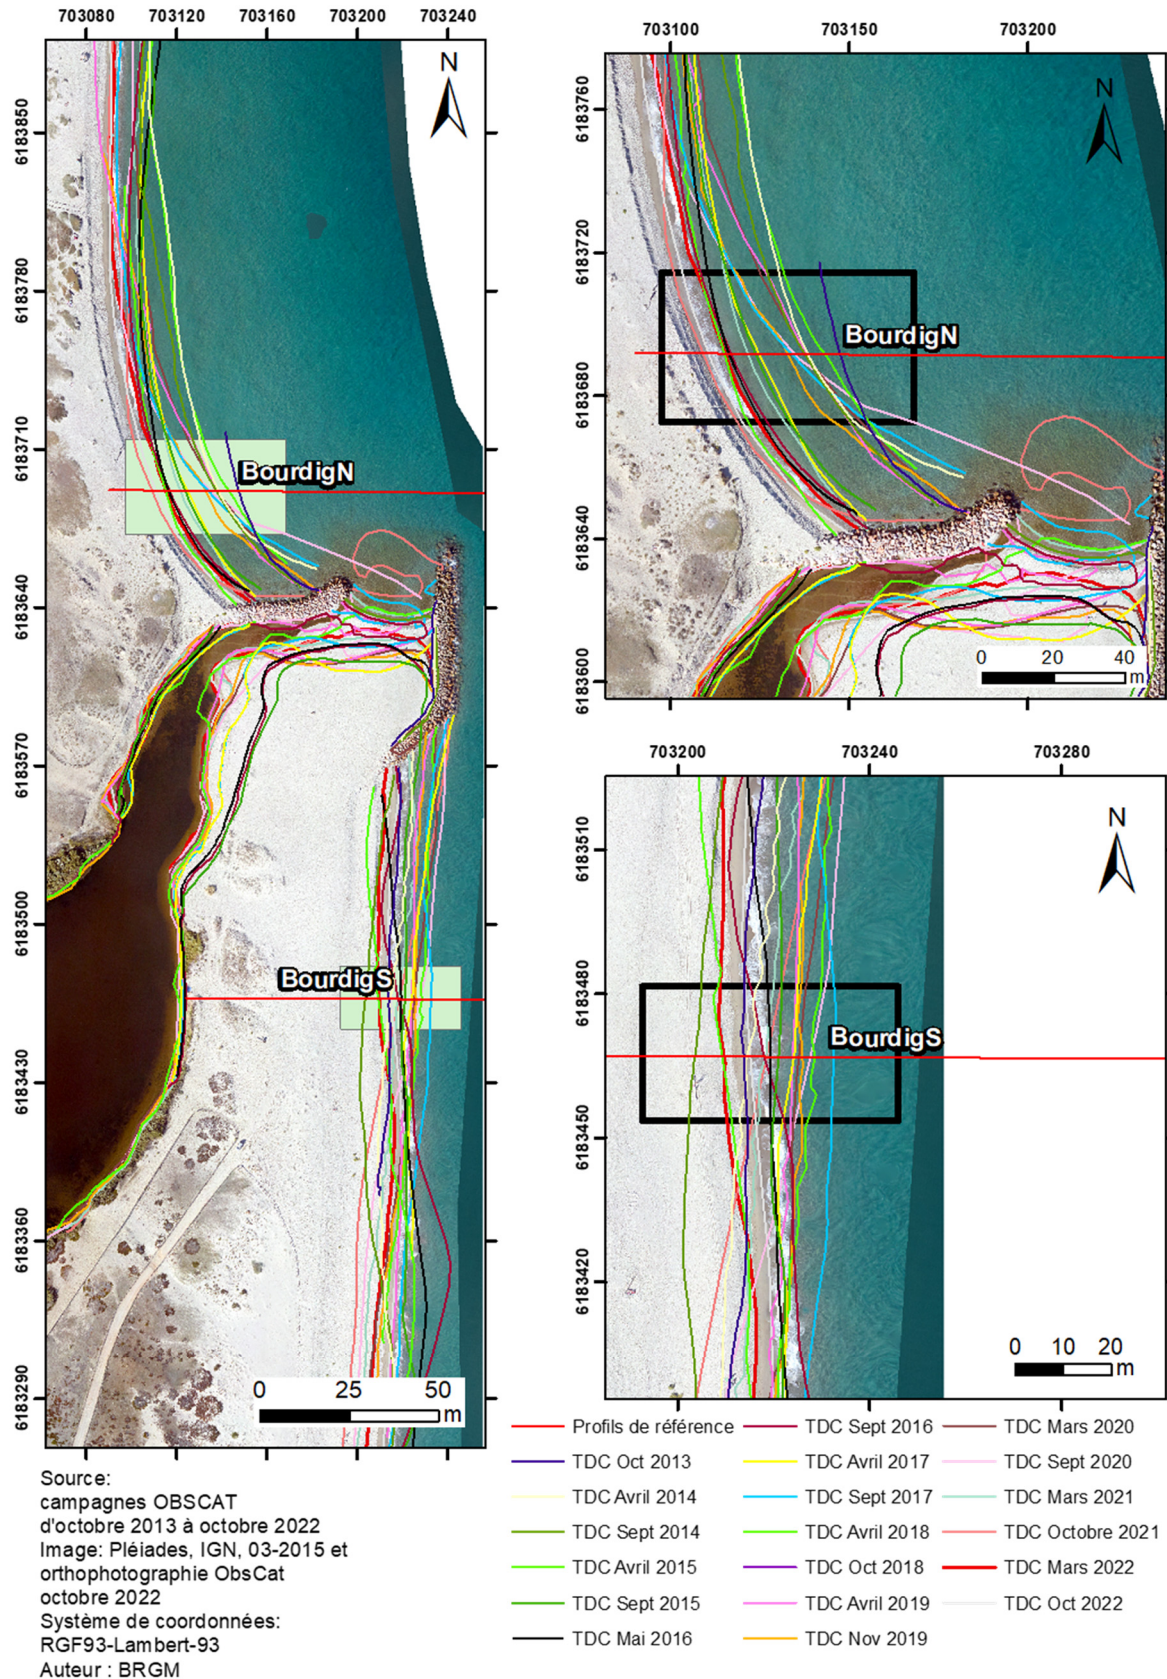 703080 703120 703160 703200 703240
N
6183850
6183780
6183710
6183640
6183570
6183500
6183430
6183360
6183290
BourdigN
BourdigS
0 25 50
m
703100 703150 703200
N
6183760
6183720
6183680
6183640
6183600
BourdigN
0 20 40
m
703200 703240 703280
N
6183510
6183480
6183450
6183420
BourdigS
0 10 20
m
Profils de référence
TDC Oct 2013
TDC Avril 2014
TDC Sept 2014
TDC Avril 2015
TDC Sept 2015
TDC Mai 2016
TDC Sept 2016
TDC Avril 2017
TDC Sept 2017
TDC Avril 2018
TDC Oct 2018
TDC Avril 2019
TDC Nov 2019
TDC Mars 2020
TDC Sept 2020
TDC Mars 2021
TDC Octobre 2021
TDC Mars 2022
TDC Oct 2022
Source:
campagnes OBSCAT
d'octobre 2013 à octobre 2022
Image: Pléiades, IGN, 03-2015 et
orthophotographie ObsCat
octobre 2022
Système de coordonnées:
RGF93-Lambert-93
Auteur : BRGM